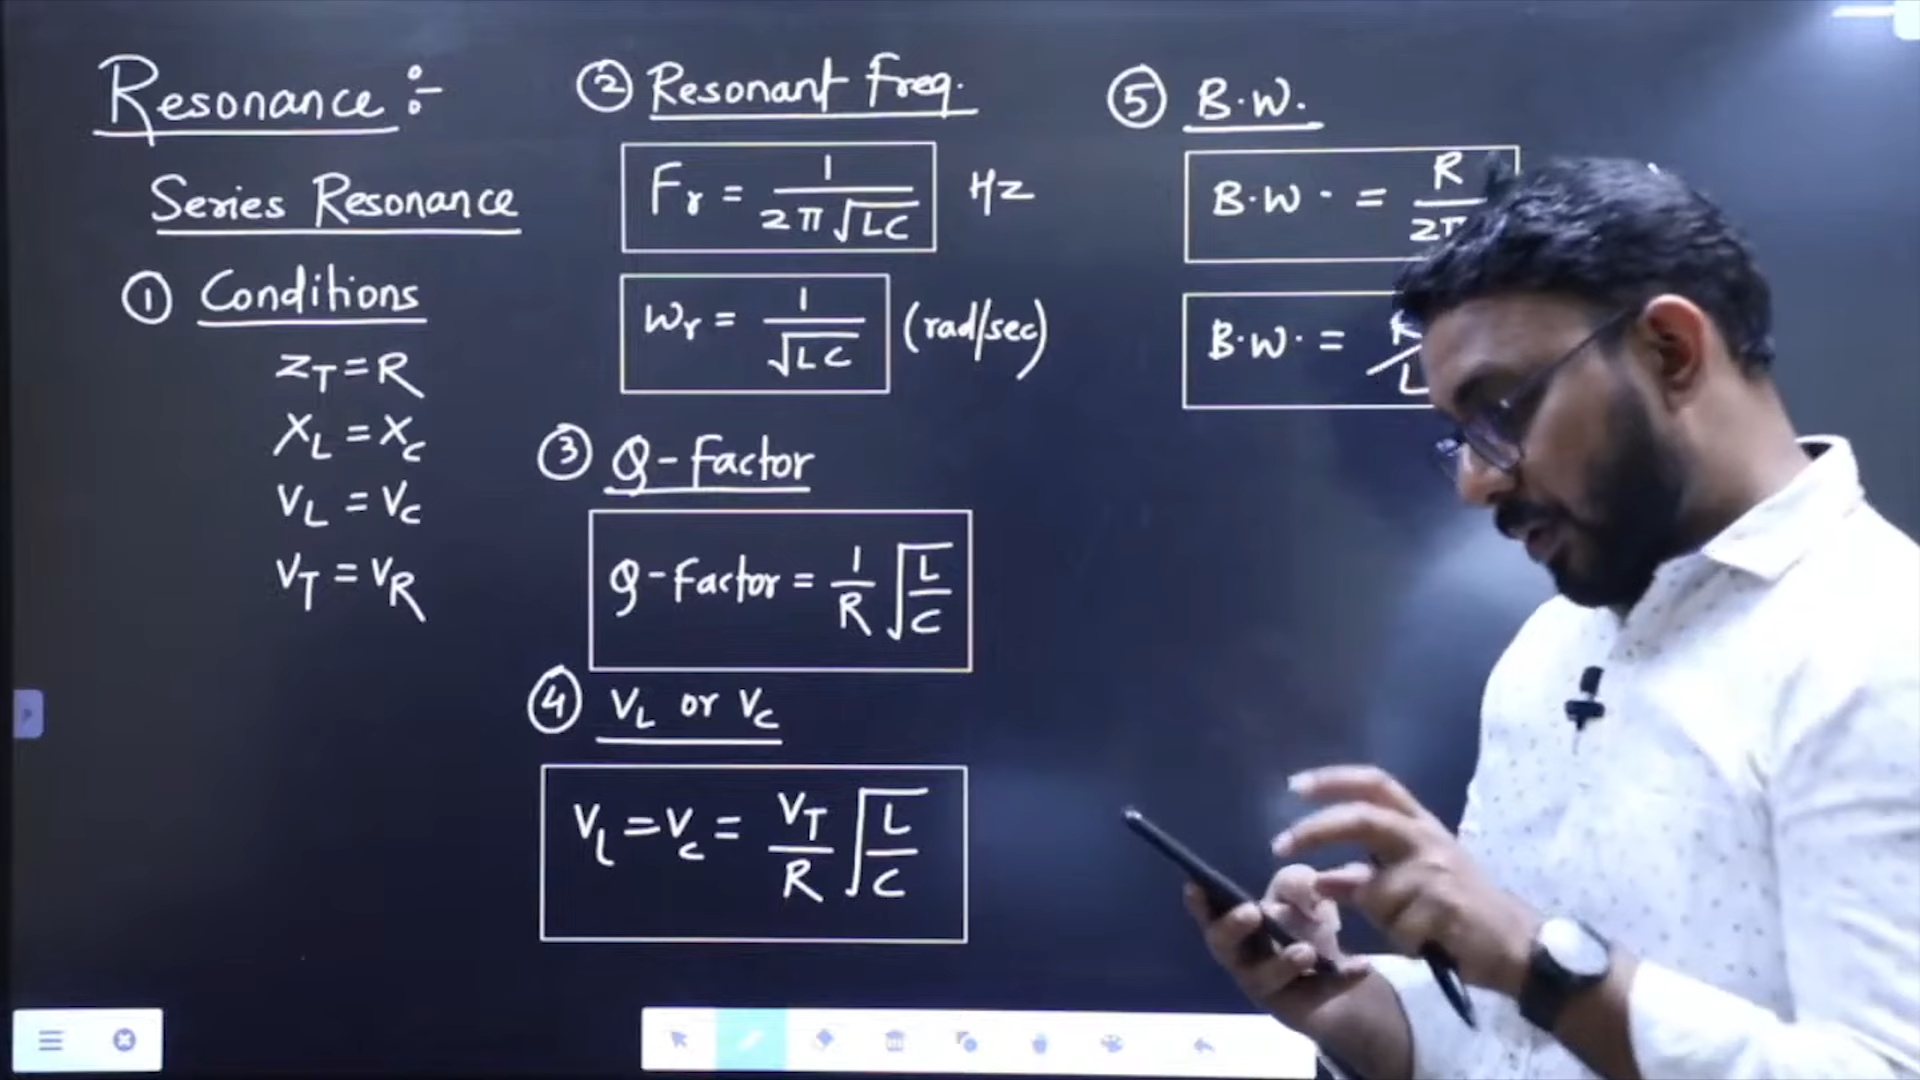 Resonance :-
Series Resonance
① Conditions
Z_T = R
X_L = X_C
V_L = V_C
V_T = V_R
② Resonant Freq.
F_r = 1 / 2π√LC Hz
ω_r = 1 / √LC (rad/sec)
③ Q-Factor
Q-Factor = 1/R √L/C
④ V_L or V_C
V_L = V_C = V_T/R √L/C
⑤ B.W.
B.W. = R / 2π
B.W. = R/L